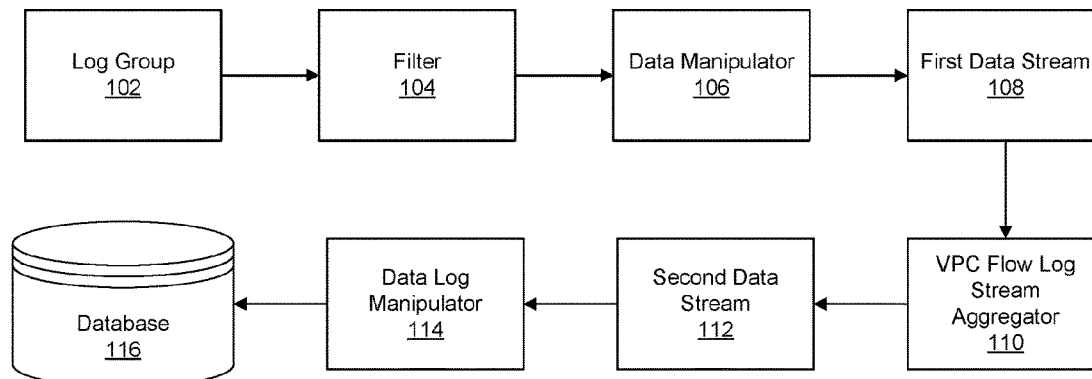 Log Group
102
Filter
104
Data Manipulator
106
First Data Stream
108
VPC Flow Log
Stream
Aggregator
110
Second Data
Stream
112
Data Log
Manipulator
114
Database
116